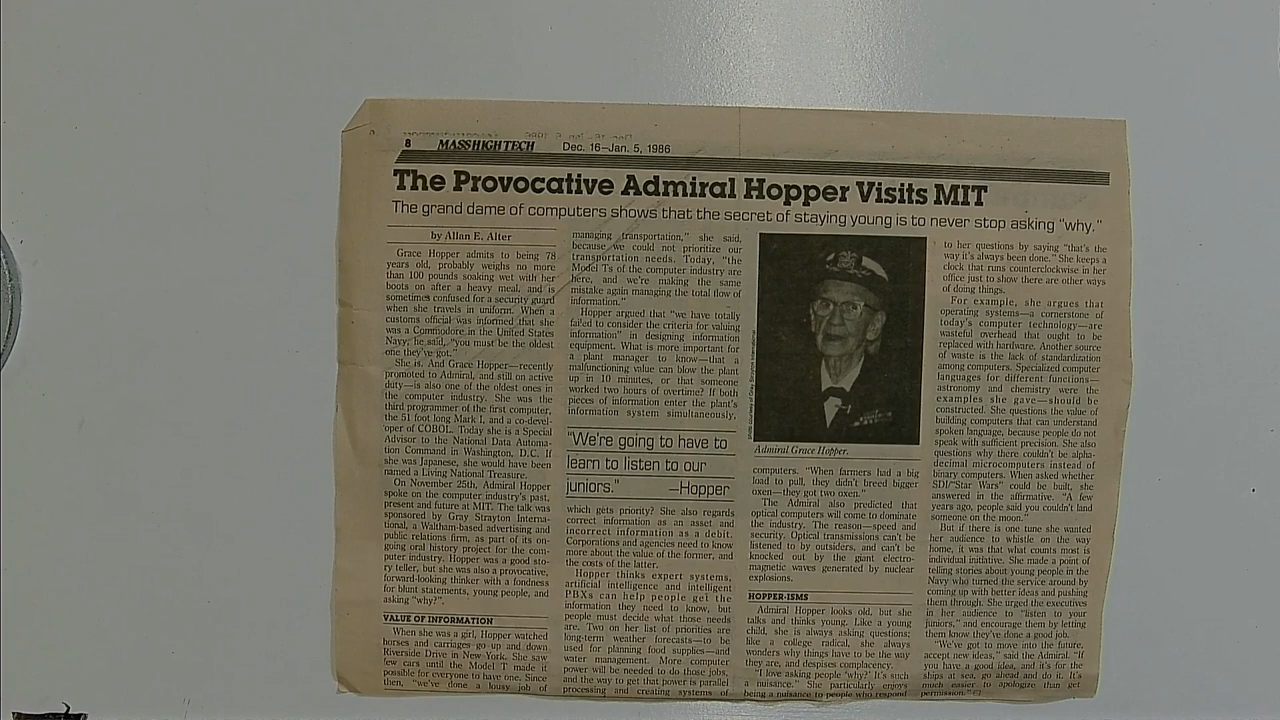 8 MASS HIGH TECH Dec. 16–Jan. 5, 1986
The Provocative Admiral Hopper Visits MIT
The grand dame of computers shows that the secret of staying young is to never stop asking "why."
by Allan E. Alter
Grace Hopper admits to being 78
years old, probably weighs no more
than 100 pounds soaking wet with her
boots on after a heavy meal, and is
sometimes confused for a security guard
when she travels in uniform. When a
customs official was informed that she
was a Commodore in the United States
Navy, he said, "you must be the oldest
one they've got."
She is. And Grace Hopper—recently
promoted to Admiral, and still on active
duty—is also one of the oldest ones in
the computer industry. She was the
third programmer of the first computer,
the 51 foot long Mark I, and a co-devel-
oper of COBOL. Today she is a Special
Advisor to the National Data Automa-
tion Command in Washington, D.C. If
she was Japanese, she would have been
named a Living National Treasure.
On November 25th, Admiral Hopper
spoke on the computer industry's past,
present and future at MIT. The talk was
sponsored by Gray Strayton Interna-
tional, a Waltham-based advertising and
public relations firm, as part of its on-
going oral history project for the com-
puter industry. Hopper was a good sto-
ry teller, but she was also a provocative,
forward-looking thinker with a fondness
for blunt statements, young people, and
asking "why?".
VALUE OF INFORMATION
When she was a girl, Hopper watched
horses and carriages go up and down
Riverside Drive in New York. She saw
few cars until the Model T made it
possible for everyone to have one. Since
then, "we've done a lousy job of
managing transportation," she said,
because we could not prioritize our
transportation needs. Today, "the
Model Ts of the computer industry are
here, and we're making the same
mistake again managing the total flow of
information."
Hopper argued that "we have totally
failed to consider the criteria for valuing
information" in designing information
equipment. What is more important for
a plant manager to know—that a
malfunctioning value can blow the plant
up in 10 minutes, or that someone
worked two hours of overtime? If both
pieces of information enter the plant's
information system simultaneously,
"We're going to have to
learn to listen to our
juniors." —Hopper
which gets priority? She also regards
correct information as an asset and
incorrect information as a debit.
Corporations and agencies need to know
more about the value of the former, and
the costs of the latter.
Hopper thinks expert systems,
artificial intelligence and intelligent
PBXs can help people get the
information they need to know, but
people must decide what those needs
are. Two on her list of priorities are
long-term weather forecasts—to be
used for planning food supplies—and
water management. More computer
power will be needed to do those jobs,
and the way to get that power is parallel
processing and creating systems of
Photo courtesy of Gray Strayton International
Admiral Grace Hopper.
computers. "When farmers had a big
load to pull, they didn't breed bigger
oxen—they got two oxen."
The Admiral also predicted that
optical computers will come to dominate
the industry. The reason—speed and
security. Optical transmissions can't be
listened to by outsiders, and can't be
knocked out by the giant electro-
magnetic waves generated by nuclear
explosions.
HOPPER-ISMS
Admiral Hopper looks old, but she
talks and thinks young. Like a young
child, she is always asking questions;
like a college radical, she always
wonders why things have to be the way
they are, and despises complacency.
"I love asking people 'why?' It's such
a nuisance." She particularly enjoys
being a nuisance to people who respond
to her questions by saying "that's the
way it's always been done." She keeps a
clock that runs counterclockwise in her
office just to show there are other ways
of doing things.
For example, she argues that
operating systems—a cornerstone of
today's computer technology—are
wasteful overhead that ought to be
replaced with hardware. Another source
of waste is the lack of standardization
among computers. Specialized computer
languages for different functions—
astronomy and chemistry were the
examples she gave—should be
constructed. She questions the value of
building computers that can understand
spoken language, because people do not
speak with sufficient precision. She also
questions why there couldn't be alpha-
decimal microcomputers instead of
binary computers. When asked whether
SDI/"Star Wars" could be built, she
answered in the affirmative. "A few
years ago, people said you couldn't land
someone on the moon."
But if there is one tune she wanted
her audience to whistle on the way
home, it was that what counts most is
individual initiative. She made a point of
telling stories about young people in the
Navy who turned the service around by
coming up with better ideas and pushing
them through. She urged the executives
in her audience to "listen to your
juniors," and encourage them by letting
them know they've done a good job.
"We've got to move into the future,
accept new ideas," said the Admiral. "If
you have a good idea, and it's for the
ships at sea, go ahead and do it. It's
much easier to apologize than get
permission."